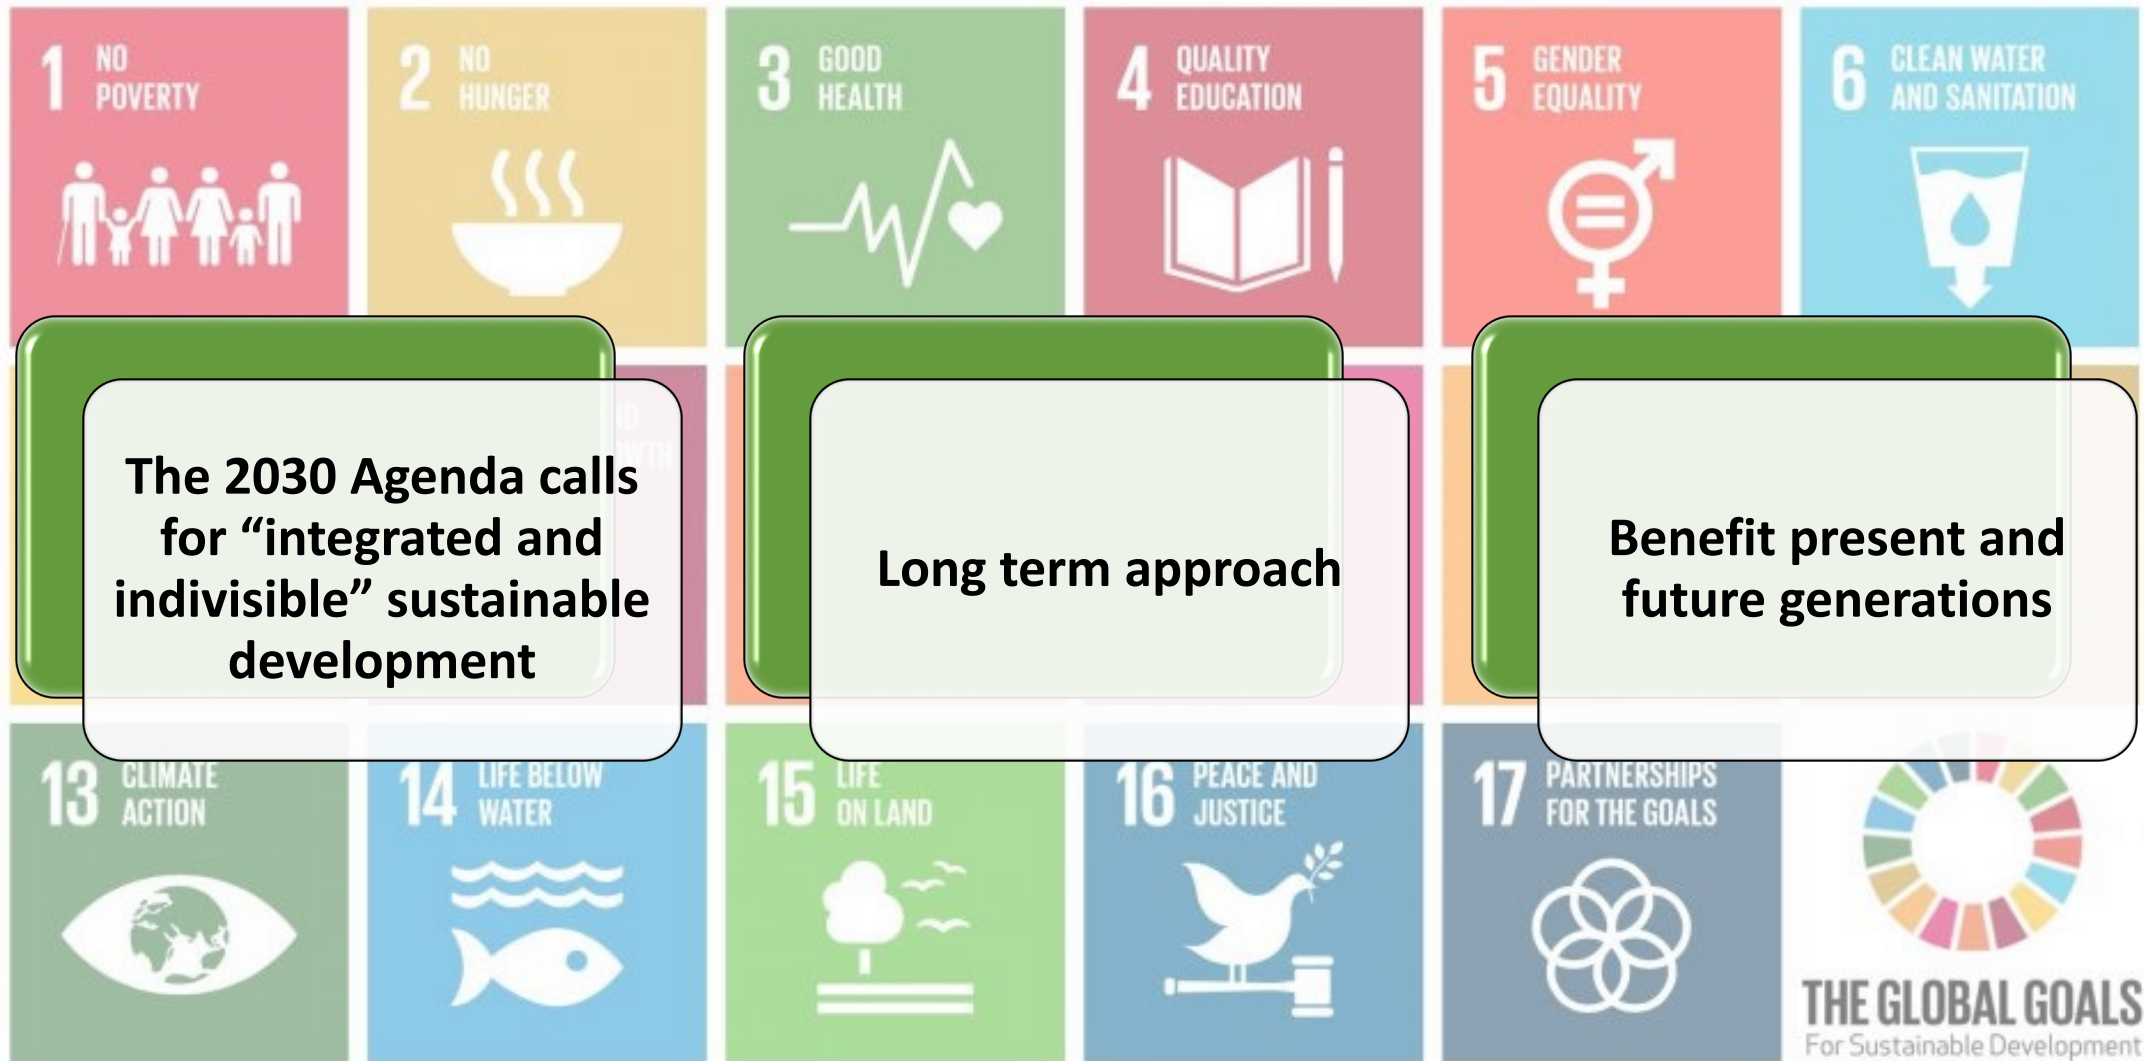 1 NO
POVERTY
2 NO
HUNGER
3 GOOD
HEALTH
4 QUALITY
EDUCATION
5 GENDER
EQUALITY
6 CLEAN WATER
AND SANITATION
The 2030 Agenda calls
for “integrated and
indivisible” sustainable
development
Long term approach
Benefit present and
future generations
13 CLIMATE
ACTION
14 LIFE BELOW
WATER
15 LIFE
ON LAND
16 PEACE AND
JUSTICE
17 PARTNERSHIPS
FOR THE GOALS
THE GLOBAL GOALS
For Sustainable Development